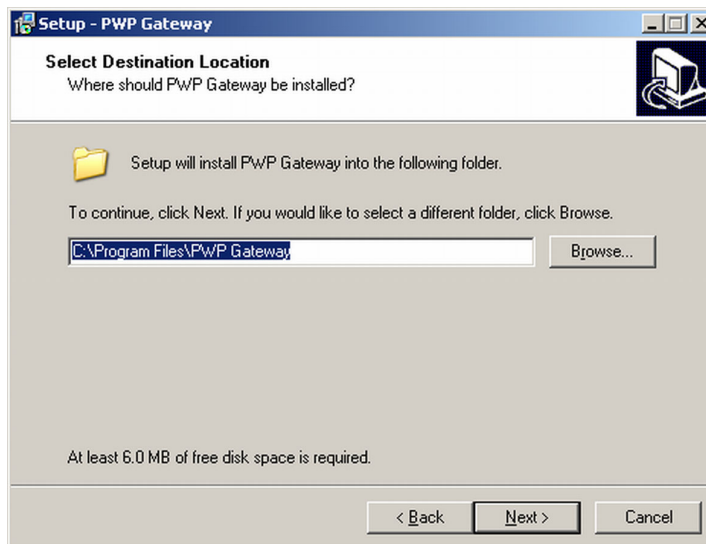 Setup - PWP Gateway
Select Destination Location
Where should PWP Gateway be installed?
Setup will install PWP Gateway into the following folder.
To continue, click Next. If you would like to select a different folder, click Browse.
C:\Program Files\PWP Gateway
Browse...
At least 6.0 MB of free disk space is required.
< Back
Next >
Cancel